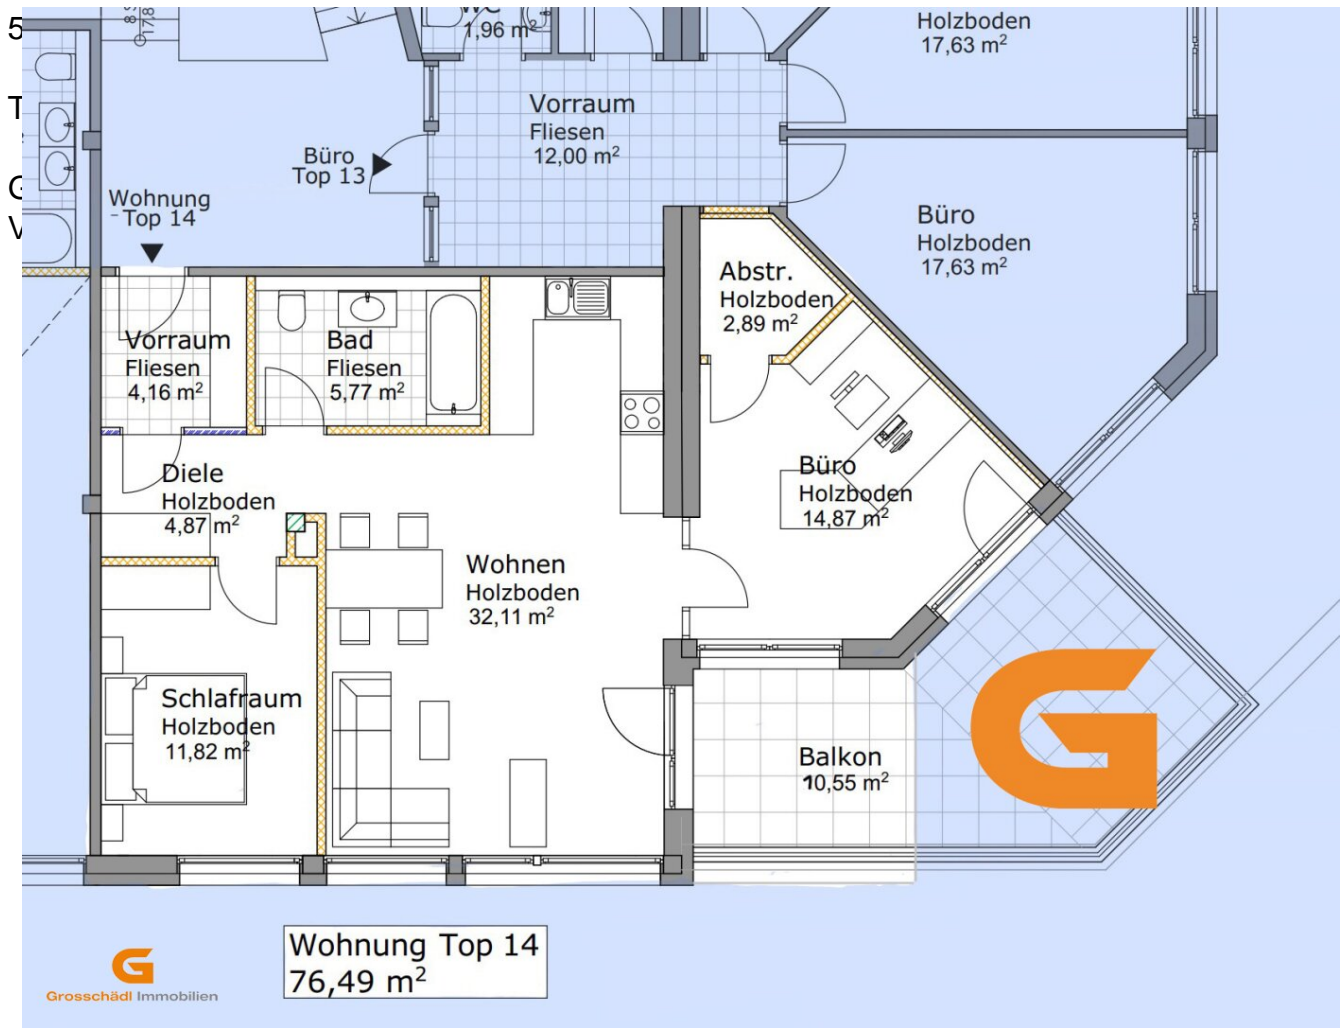 5
T
G
V
WC
1,96 m²
Holzboden
17,63 m²
Vorraum
Fliesen
12,00 m²
Büro
Top 13
Wohnung
Top 14
Büro
Holzboden
17,63 m²
Abstr.
Holzboden
2,89 m²
Vorraum
Fliesen
4,16 m²
Bad
Fliesen
5,77 m²
Diele
Holzboden
4,87 m²
Büro
Holzboden
14,87 m²
Wohnen
Holzboden
32,11 m²
Schlafraum
Holzboden
11,82 m²
Balkon
10,55 m²
Wohnung Top 14
76,49 m²
G
Grosschädl Immobilien